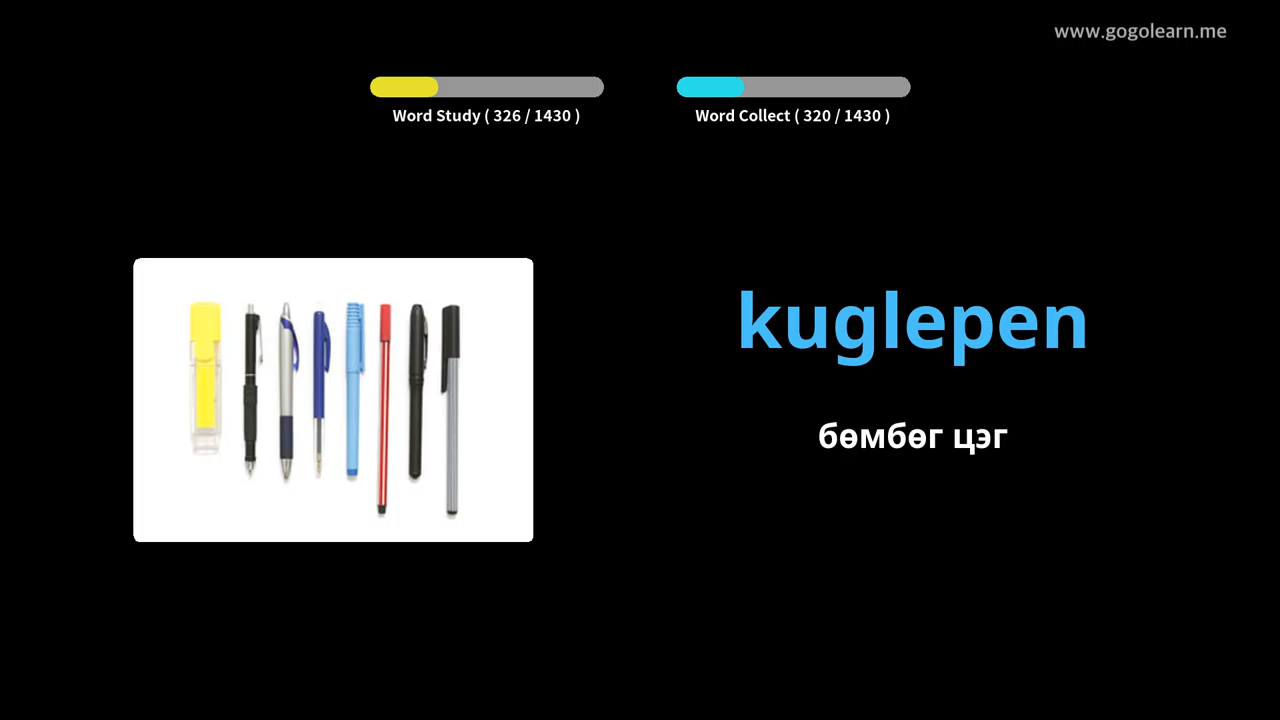 www.gogolearn.me
Word Study ( 326 / 1430 )
Word Collect ( 320 / 1430 )
kuglepen
бөмбөг цэг